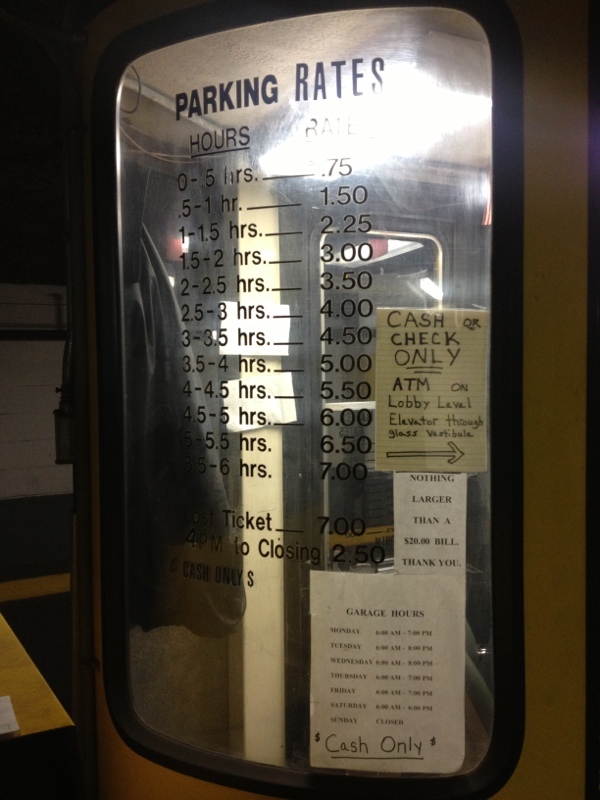 PARKING RATES
HOURS RATE
0-.5 hrs. .75
.5-1 hr. 1.50
1-1.5 hrs. 2.25
1.5-2 hrs. 3.00
2-2.5 hrs. 3.50
2.5-3 hrs. 4.00
3-3.5 hrs. 4.50
3.5-4 hrs. 5.00
4-4.5 hrs. 5.50
4.5-5 hrs. 6.00
5-5.5 hrs. 6.50
5.5-6 hrs. 7.00
Lost Ticket 7.00
4PM to Closing 2.50
$ CASH ONLY $
CASH OR
CHECK
ONLY
ATM ON
Lobby Level
Elevator through
glass vestibule
NOTHING
LARGER
THAN A
$20.00 BILL.
THANK YOU.
GARAGE HOURS
MONDAY 6:00 AM - 7:00 PM
TUESDAY 6:00 AM - 8:00 PM
WEDNESDAY 6:00 AM - 8:00 PM
THURSDAY 6:00 AM - 7:00 PM
FRIDAY 6:00 AM - 7:00 PM
SATURDAY 6:00 AM - 6:00 PM
SUNDAY CLOSED
$ Cash Only $